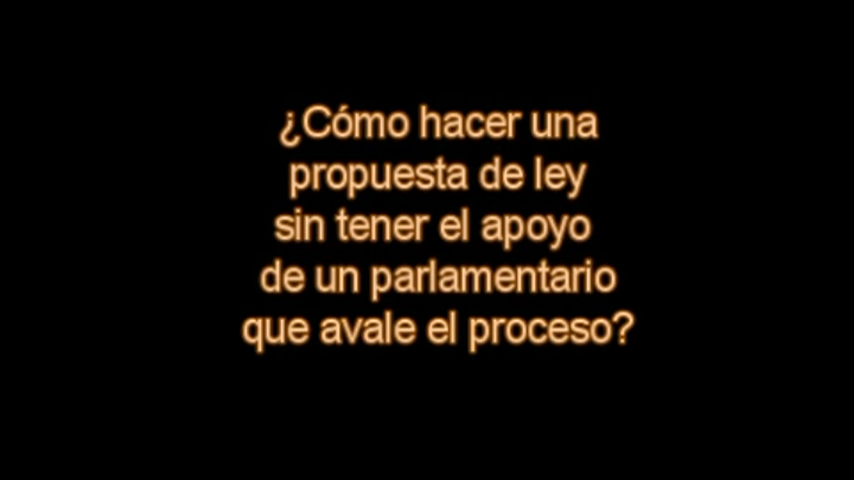 ¿Cómo hacer una
propuesta de ley
sin tener el apoyo
de un parlamentario
que avale el proceso?